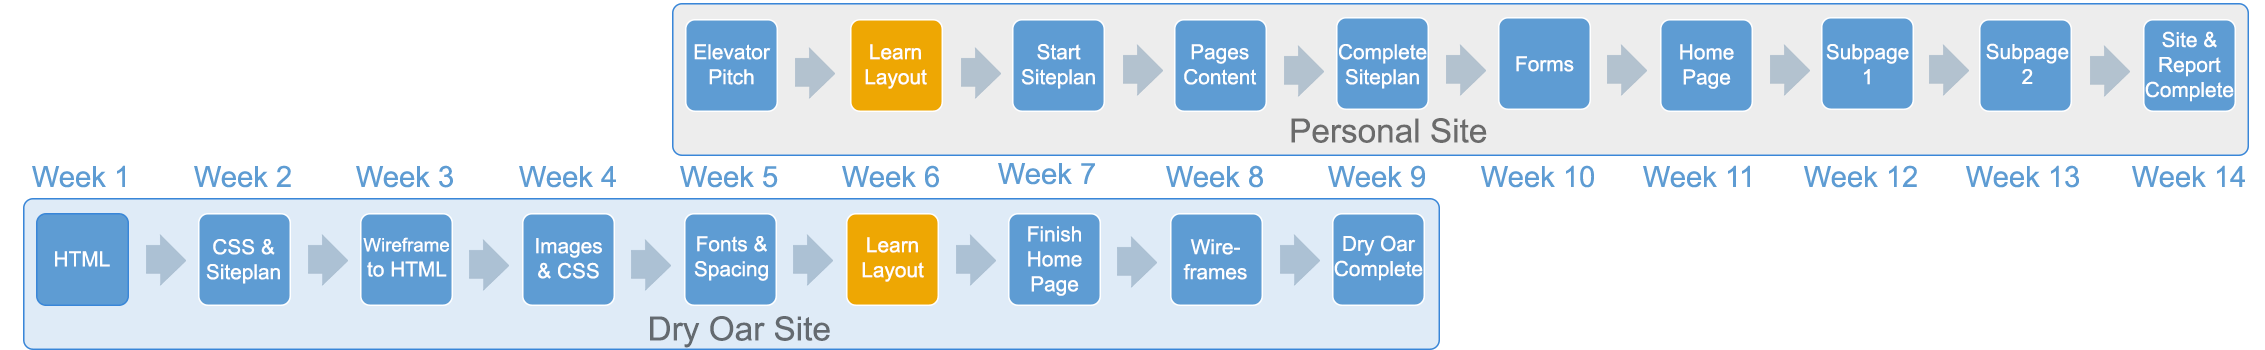 Elevator
Pitch
Learn
Layout
Start
Siteplan
Pages
Content
Complete
Siteplan
Forms
Home
Page
Subpage
1
Subpage
2
Site &
Report
Complete
Personal Site
Week 1
Week 2
Week 3
Week 4
Week 5
Week 6
Week 7
Week 8
Week 9
Week 10
Week 11
Week 12
Week 13
Week 14
HTML
CSS &
Siteplan
Wireframe
to HTML
Images
& CSS
Fonts &
Spacing
Learn
Layout
Finish
Home
Page
Wire-
frames
Dry Oar
Complete
Dry Oar Site